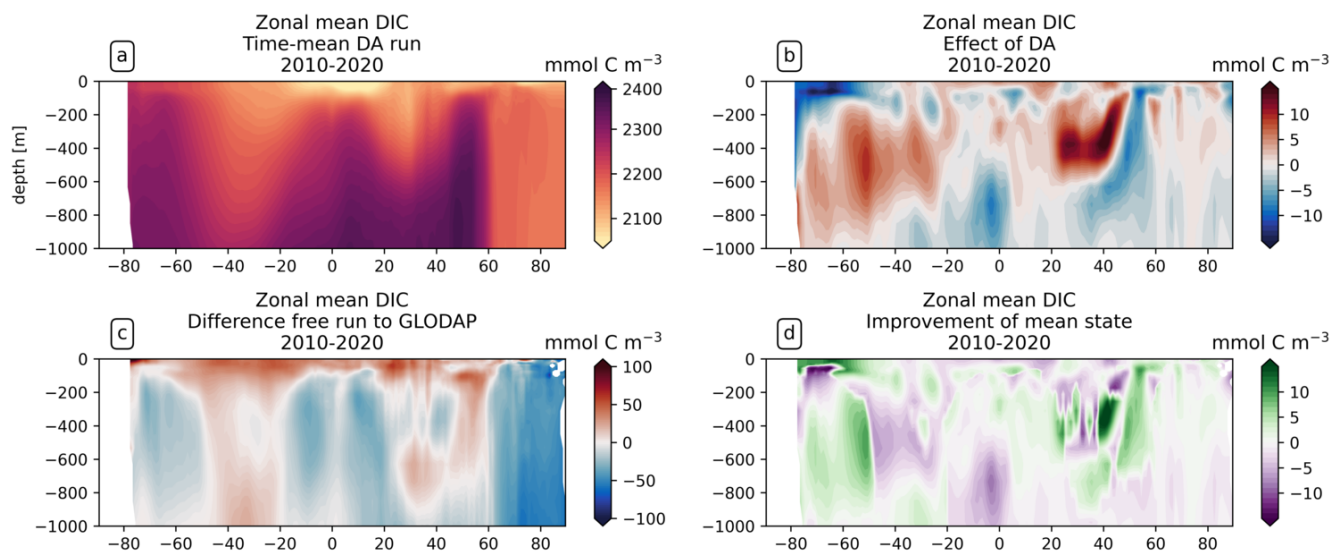 Zonal mean DIC
Time-mean DA run
2010-2020
a
mmol C m⁻³
0
−200
−400
−600
−800
−1000
depth [m]
−80 −60 −40 −20 0 20 40 60 80
2400
2300
2200
2100
Zonal mean DIC
Effect of DA
2010-2020
b
mmol C m⁻³
0
−200
−400
−600
−800
−1000
−80 −60 −40 −20 0 20 40 60 80
10
5
0
−5
−10
Zonal mean DIC
Difference free run to GLODAP
2010-2020
c
mmol C m⁻³
0
−200
−400
−600
−800
−1000
−80 −60 −40 −20 0 20 40 60 80
100
50
0
−50
−100
Zonal mean DIC
Improvement of mean state
2010-2020
d
mmol C m⁻³
0
−200
−400
−600
−800
−1000
−80 −60 −40 −20 0 20 40 60 80
10
5
0
−5
−10